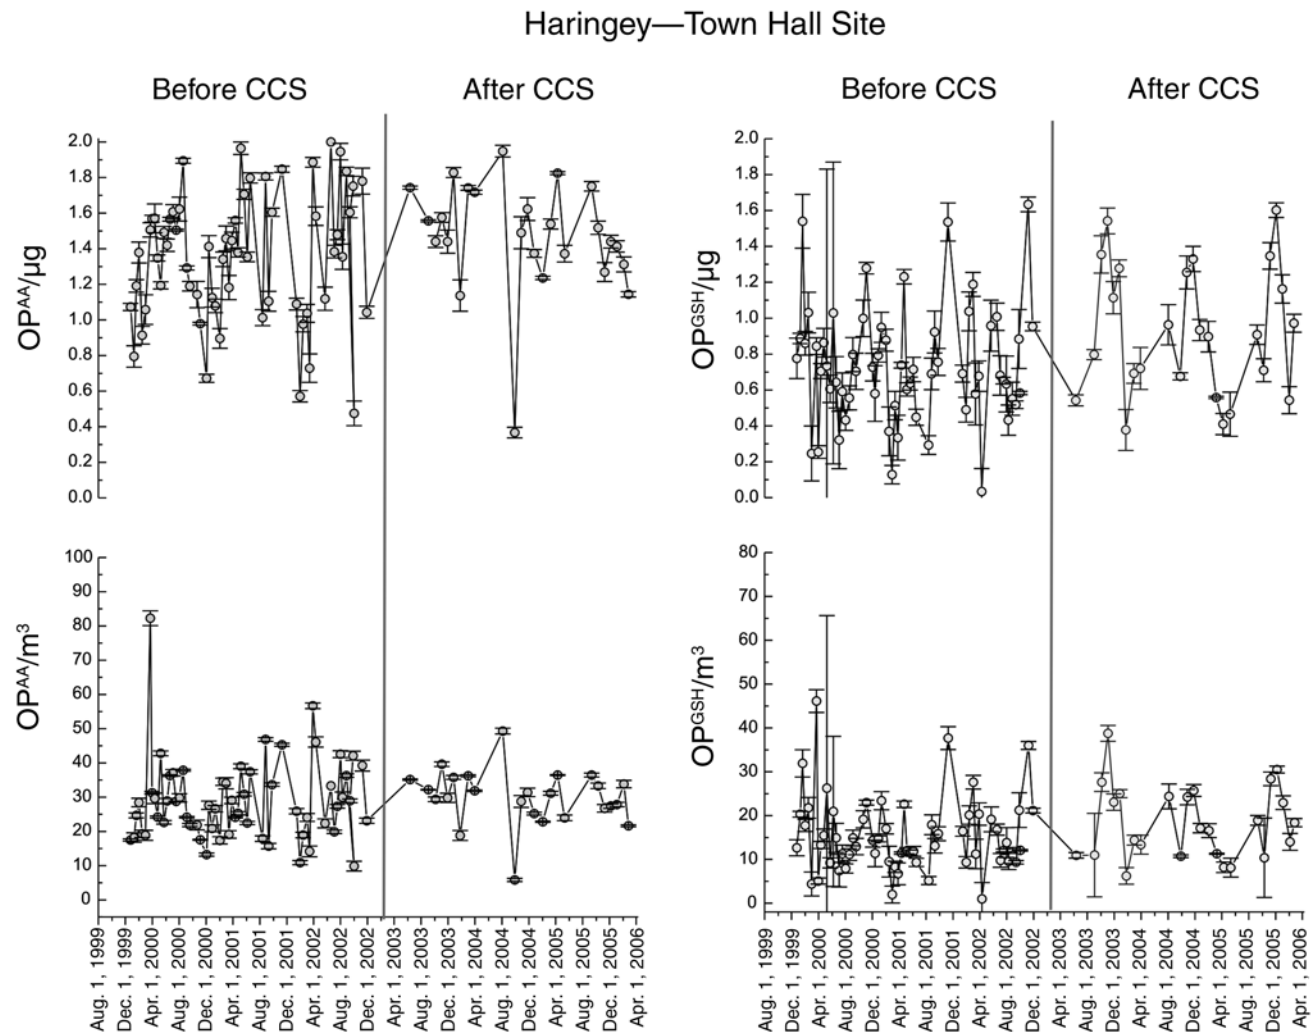 Haringey—Town Hall Site
Before CCS
After CCS
Before CCS
After CCS
OPᴬᴬ/µg
2.0
1.8
1.6
1.4
1.2
1.0
0.8
0.6
0.4
0.2
0.0
OPᴳˢᴴ/µg
2.0
1.8
1.6
1.4
1.2
1.0
0.8
0.6
0.4
0.2
0.0
OPᴬᴬ/m³
100
90
80
70
60
50
40
30
20
10
0
OPᴳˢᴴ/m³
80
70
60
50
40
30
20
10
0
Aug. 1, 1999
Dec. 1, 1999
Apr. 1, 2000
Aug. 1, 2000
Dec. 1, 2000
Apr. 1, 2001
Aug. 1, 2001
Dec. 1, 2001
Apr. 1, 2002
Aug. 1, 2002
Dec. 1, 2002
Apr. 1, 2003
Aug. 1, 2003
Dec. 1, 2003
Apr. 1, 2004
Aug. 1, 2004
Dec. 1, 2004
Apr. 1, 2005
Aug. 1, 2005
Dec. 1, 2005
Apr. 1, 2006
Aug. 1, 1999
Dec. 1, 1999
Apr. 1, 2000
Aug. 1, 2000
Dec. 1, 2000
Apr. 1, 2001
Aug. 1, 2001
Dec. 1, 2001
Apr. 1, 2002
Aug. 1, 2002
Dec. 1, 2002
Apr. 1, 2003
Aug. 1, 2003
Dec. 1, 2003
Apr. 1, 2004
Aug. 1, 2004
Dec. 1, 2004
Apr. 1, 2005
Aug. 1, 2005
Dec. 1, 2005
Apr. 1, 2006